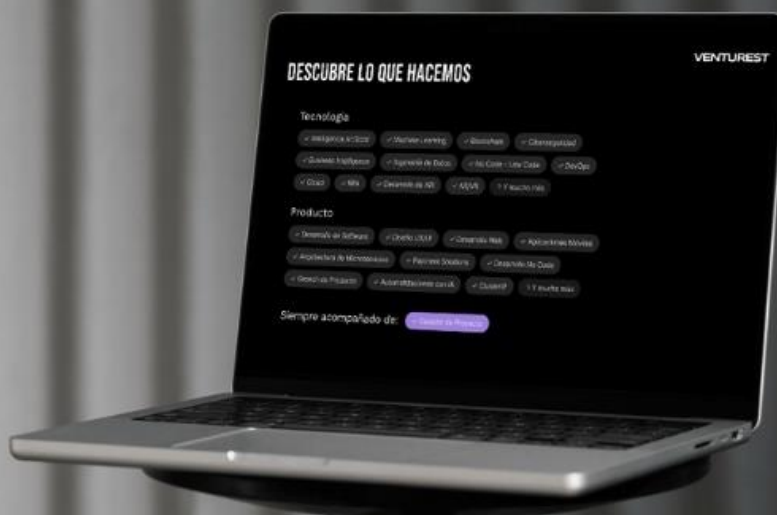 VENTUREST
DESCUBRE LO QUE HACEMOS
Tecnología
✓ Inteligencia Artificial ✓ Machine Learning ✓ Blockchain ✓ Ciberseguridad
✓ Business Intelligence ✓ Ingeniería de Datos ✓ No Code - Low Code ✓ DevOps
✓ Cloud ✓ Desarrollo de API ✓ AR/VR + Y mucho más
Producto
✓ Desarrollo de Software ✓ Diseño UX/UI ✓ Desarrollo Web ✓ Aplicaciones Móviles
✓ Arquitectura de Microservicios ✓ Payment Solutions ✓ Desarrollo No Code
✓ Gestión de Producto ✓ Automatizaciones con IA + Y mucho más
Siempre acompañado de: ✓ Gestión de Proyecto